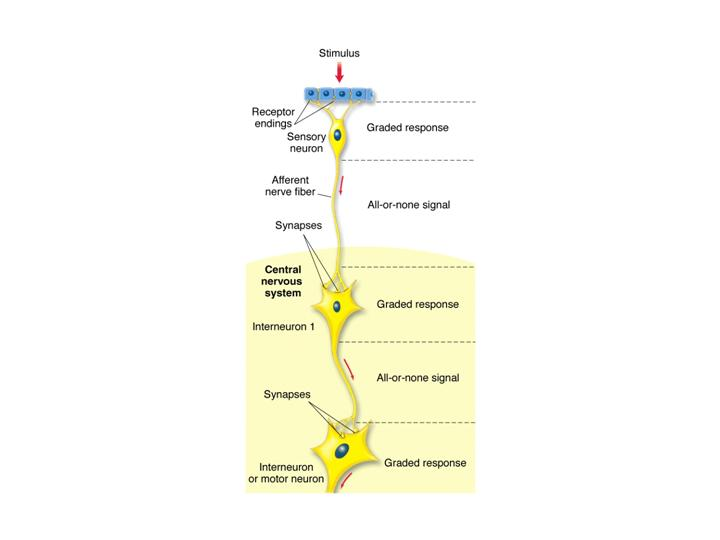 Stimulus
Receptor
endings
Graded response
Sensory
neuron
Afferent
nerve fiber
All-or-none signal
Synapses
Central
nervous
system
Graded response
Interneuron 1
All-or-none signal
Synapses
Graded response
Interneuron
or motor neuron